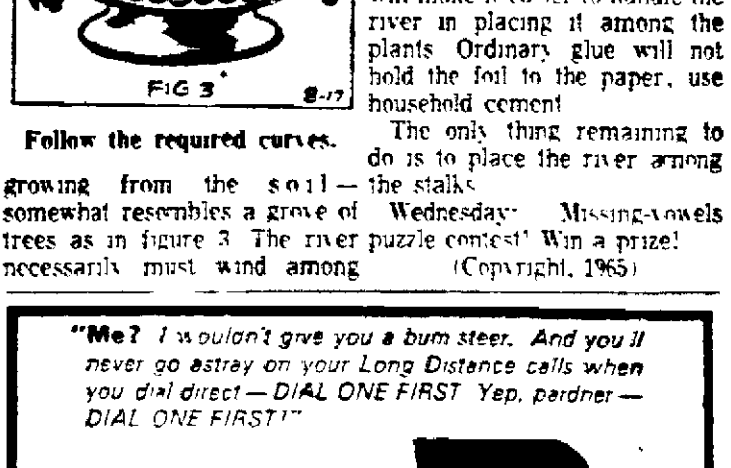 FIG 3
8-17
Follow the required curves.
growing from the soil—
somewhat resembles a grove of
trees as in figure 3 The river
necessarily must wind among
will make it to handle the
river in placing it among the
plants Ordinary glue will not
hold the foil to the paper, use
household cement
The only thing remaining to
do is to place the river among
the stalks
Wednesday: Missing-vowels
puzzle contest! Win a prize!
(Copyright, 1965)
"Me? I wouldn't give you a bum steer. And you'll
never go astray on your Long Distance calls when
you dial direct — DIAL ONE FIRST Yep, pardner —
DIAL ONE FIRST!"